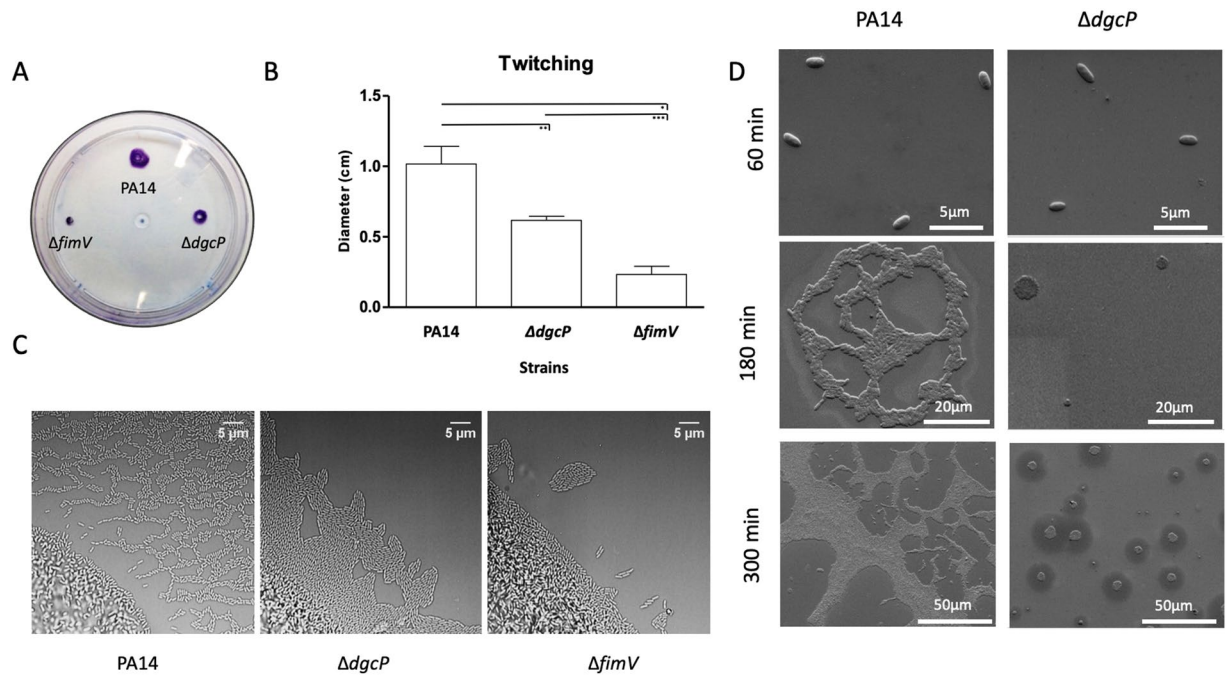 A
PA14
ΔfimV
ΔdgcP
B
Twitching
Diameter (cm)
1.5
1.0
0.5
0.0
•
••
•••
PA14
ΔdgcP
ΔfimV
Strains
C
5 µm
5 µm
5 µm
PA14
ΔdgcP
ΔfimV
D
PA14
ΔdgcP
60 min
5µm
5µm
180 min
20µm
20µm
300 min
50µm
50µm